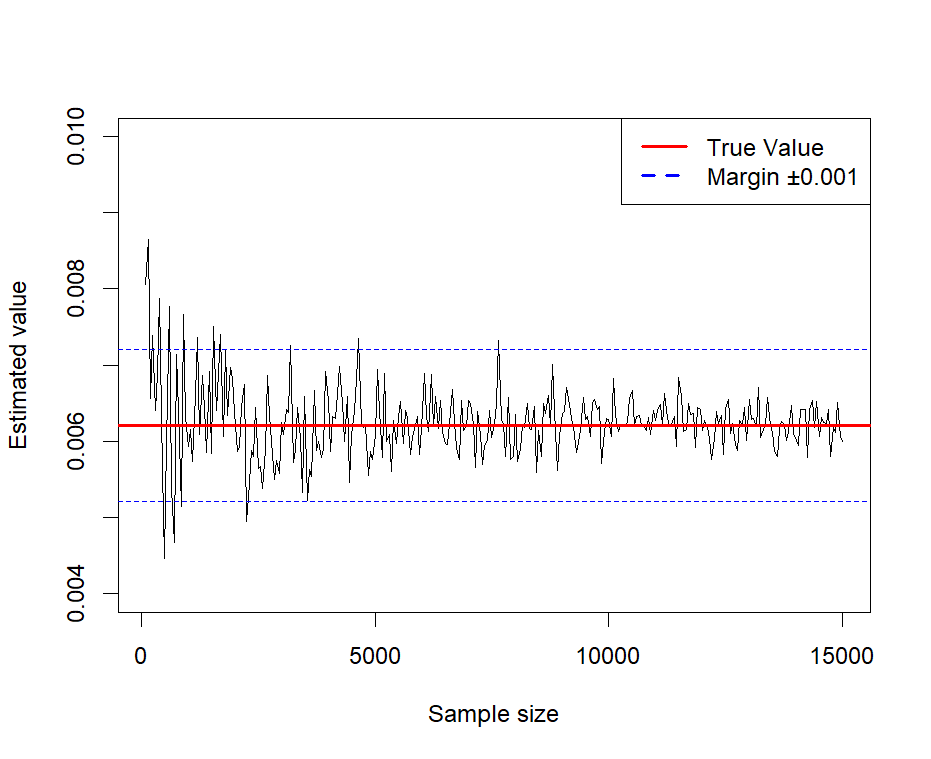 True Value
Margin ±0.001
0.010
0.008
0.006
0.004
Estimated value
0 5000 10000 15000
Sample size